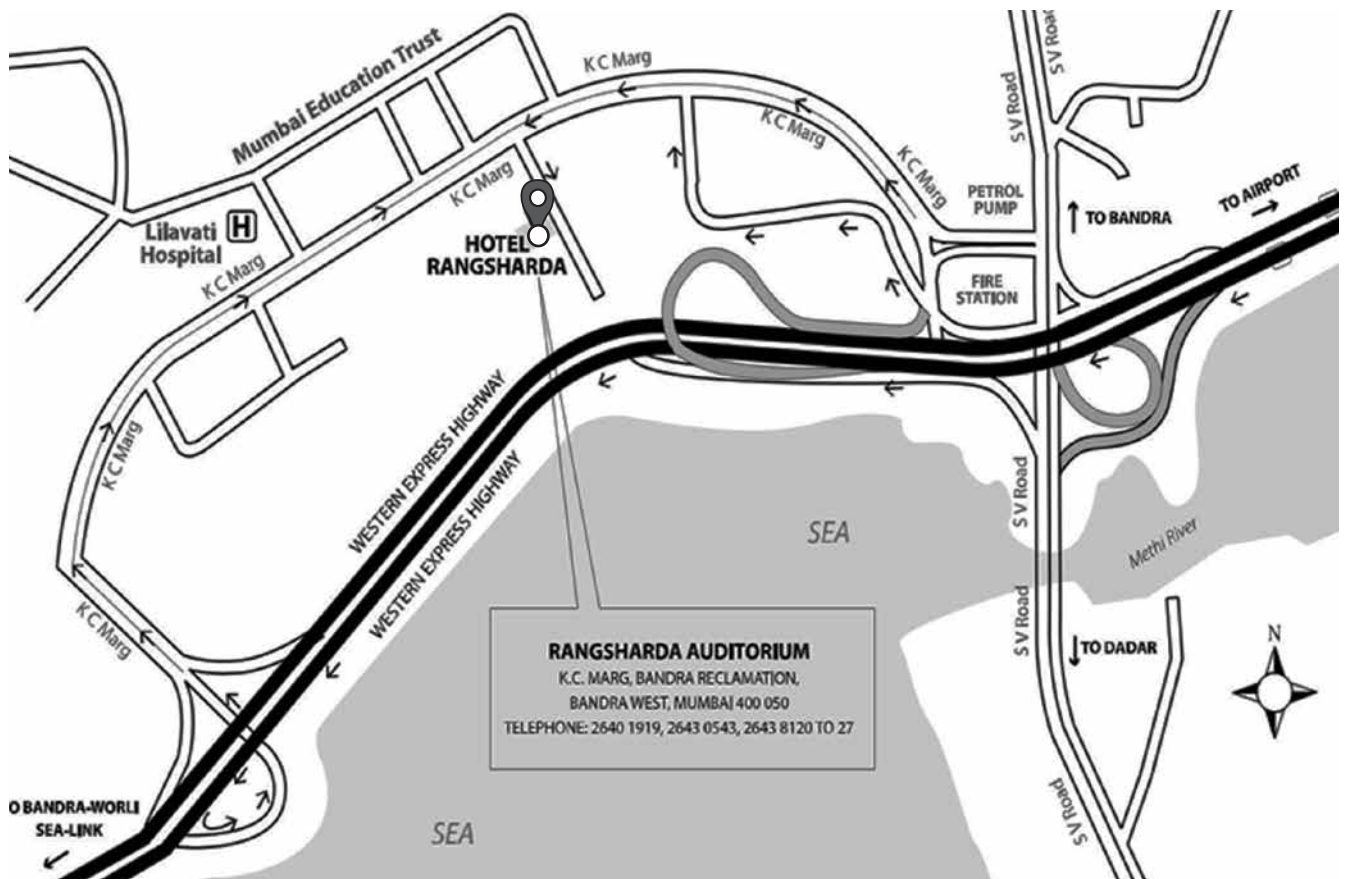 S V Road
S V Road
K C Marg
Mumbai Education Trust
K C Marg
K C Marg
PETROL
PUMP
TO BANDRA
TO AIRPORT
K C Marg
Lilavati
Hospital
H
HOTEL
RANGSHARDA
K C Marg
FIRE
STATION
K C Marg
WESTERN EXPRESS HIGHWAY
WESTERN EXPRESS HIGHWAY
S V Road
SEA
Methi River
K C Marg
S V Road
RANGSHARDA AUDITORIUM
K.C. MARG, BANDRA RECLAMATION,
BANDRA WEST, MUMBAI 400 050
TELEPHONE: 2640 1919, 2643 0543, 2643 8120 TO 27
TO DADAR
N
O BANDRA-WORLI
SEA-LINK
SEA
S V Road